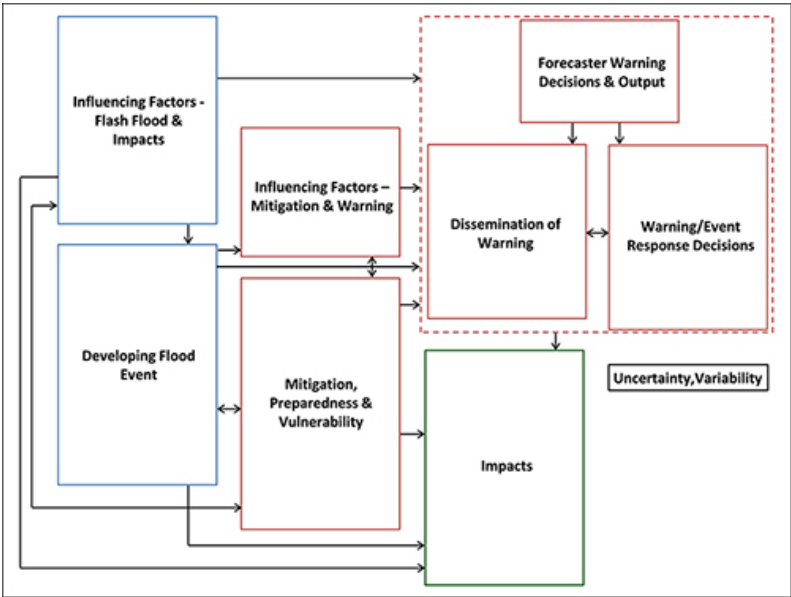 Influencing Factors -
Flash Flood &
Impacts
Forecaster Warning
Decisions & Output
Influencing Factors –
Mitigation & Warning
Dissemination of
Warning
Warning/Event
Response Decisions
Developing Flood
Event
Mitigation,
Preparedness &
Vulnerability
Uncertainty,Variability
Impacts